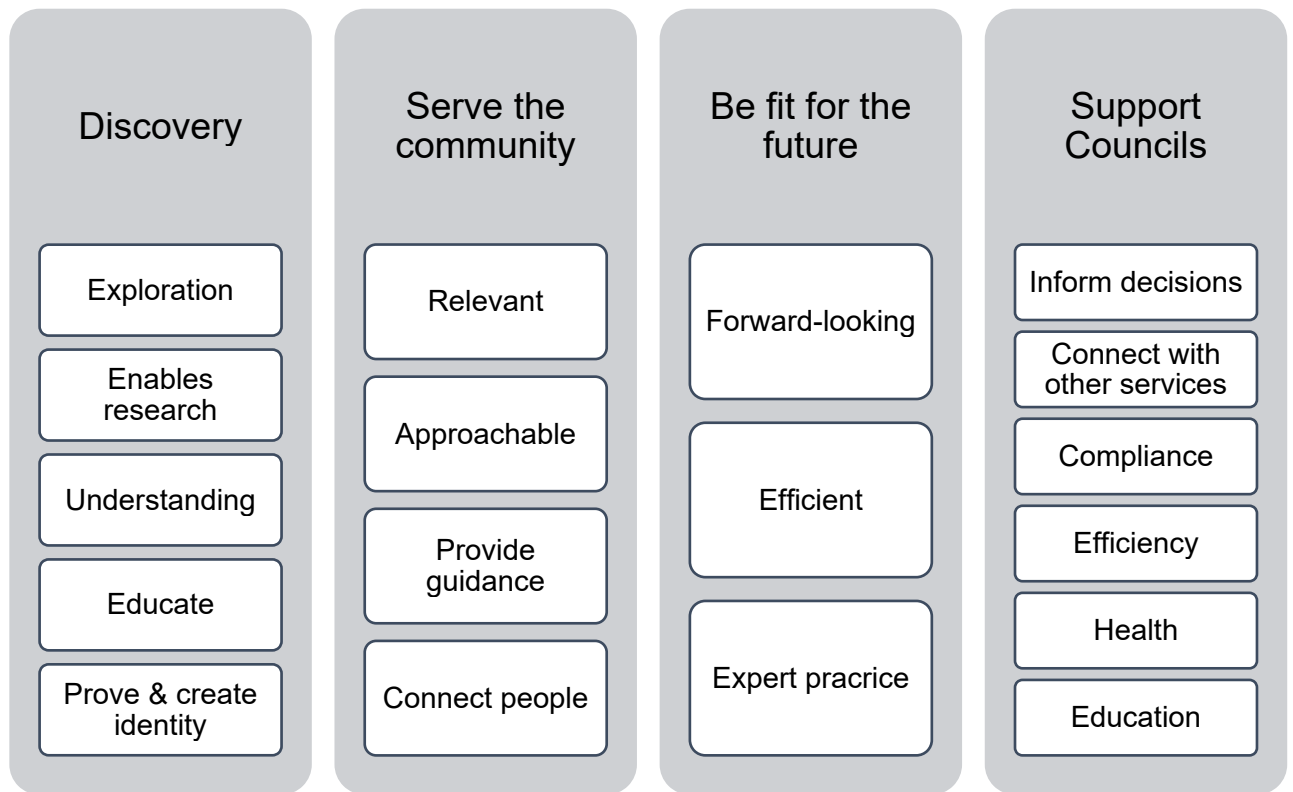 Discovery
Exploration
Enables
research
Understanding
Educate
Prove & create
identity
Serve the
community
Relevant
Approachable
Provide
guidance
Connect people
Be fit for the
future
Forward-looking
Efficient
Expert pracrice
Support
Councils
Inform decisions
Connect with
other services
Compliance
Efficiency
Health
Education